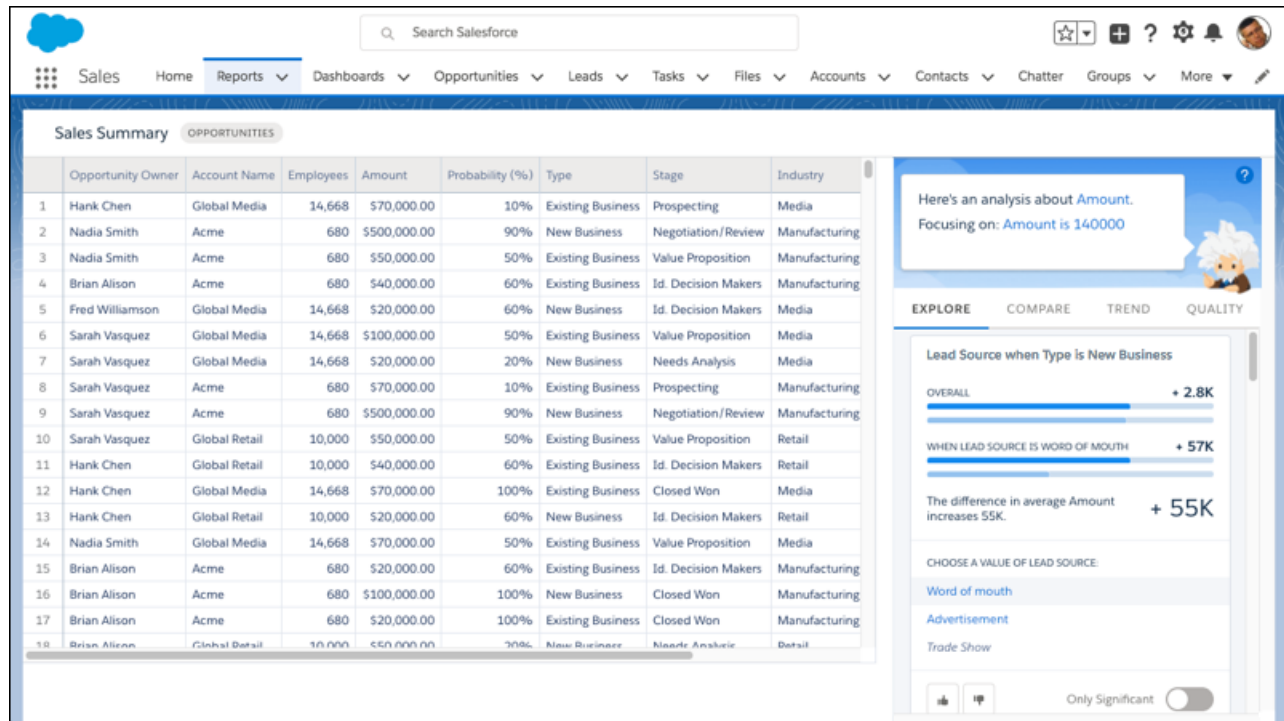 Search Salesforce
Sales Home Reports Dashboards Opportunities Leads Tasks Files Accounts Contacts Chatter Groups More
Sales Summary OPPORTUNITIES
Opportunity Owner Account Name Employees Amount Probability (%) Type Stage Industry
1 Hank Chen Global Media 14,668 $70,000.00 10% Existing Business Prospecting Media
2 Nadia Smith Acme 680 $500,000.00 90% New Business Negotiation/Review Manufacturing
3 Nadia Smith Acme 680 $50,000.00 50% Existing Business Value Proposition Manufacturing
4 Brian Alison Acme 680 $40,000.00 60% Existing Business Id. Decision Makers Manufacturing
5 Fred Williamson Global Media 14,668 $20,000.00 60% New Business Id. Decision Makers Media
6 Sarah Vasquez Global Media 14,668 $100,000.00 50% Existing Business Value Proposition Media
7 Sarah Vasquez Global Media 14,668 $20,000.00 20% New Business Needs Analysis Media
8 Sarah Vasquez Acme 680 $70,000.00 10% Existing Business Prospecting Manufacturing
9 Sarah Vasquez Acme 680 $500,000.00 90% New Business Negotiation/Review Manufacturing
10 Sarah Vasquez Global Retail 10,000 $50,000.00 50% Existing Business Value Proposition Retail
11 Hank Chen Global Retail 10,000 $40,000.00 60% Existing Business Id. Decision Makers Retail
12 Hank Chen Global Media 14,668 $70,000.00 100% Existing Business Closed Won Media
13 Hank Chen Global Retail 10,000 $20,000.00 60% New Business Id. Decision Makers Retail
14 Nadia Smith Global Media 14,668 $70,000.00 50% Existing Business Value Proposition Media
15 Brian Alison Acme 680 $20,000.00 60% Existing Business Id. Decision Makers Manufacturing
16 Brian Alison Acme 680 $100,000.00 100% New Business Closed Won Manufacturing
17 Brian Alison Acme 680 $20,000.00 100% Existing Business Closed Won Manufacturing
18 Brian Alison Global Retail 10,000 $50,000.00 20% New Business Needs Analysis Retail
Here's an analysis about Amount.
Focusing on: Amount is 140000
EXPLORE COMPARE TREND QUALITY
Lead Source when Type is New Business
OVERALL + 2.8K
WHEN LEAD SOURCE IS WORD OF MOUTH + 57K
The difference in average Amount
increases 55K.
+ 55K
CHOOSE A VALUE OF LEAD SOURCE:
Word of mouth
Advertisement
Trade Show
Only Significant